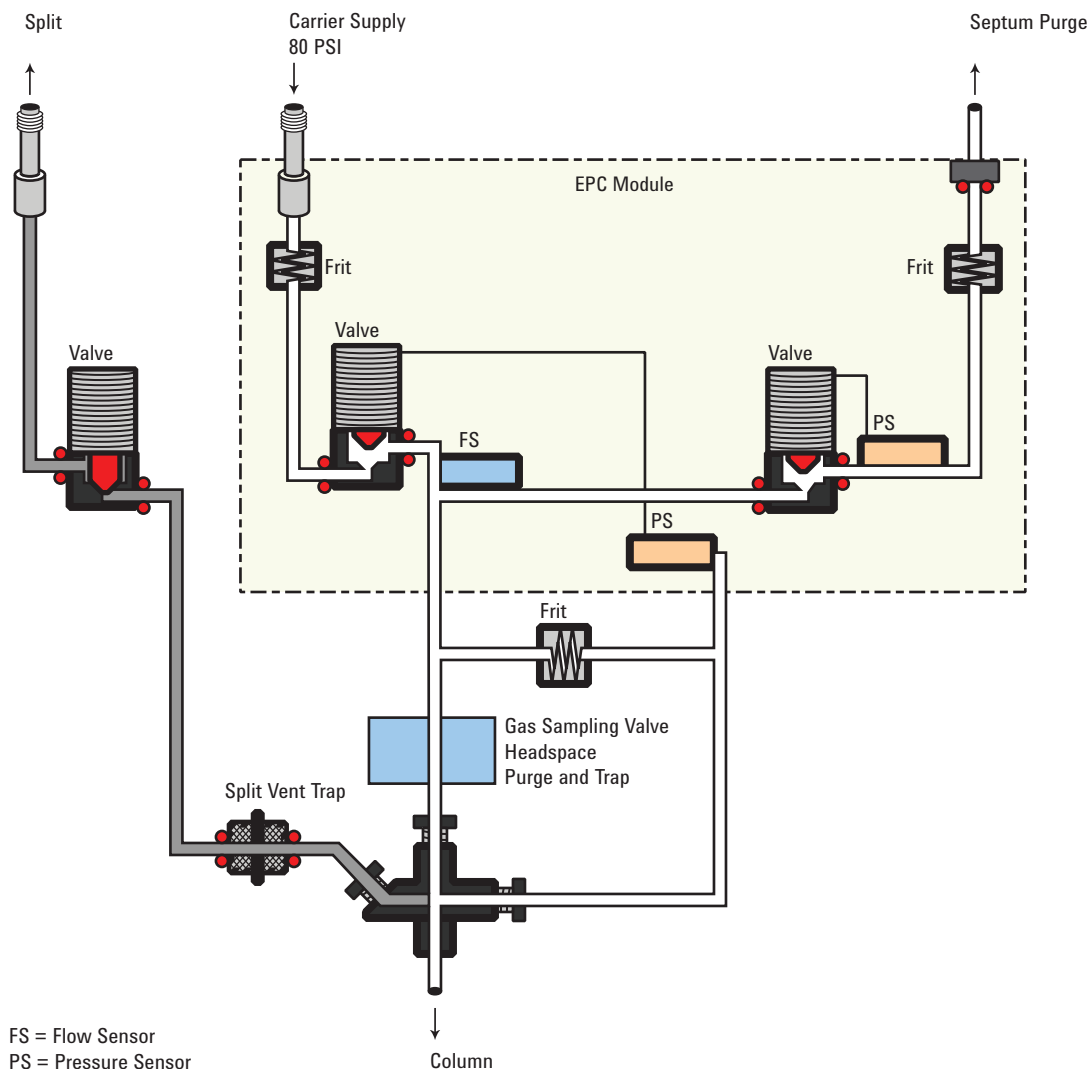 Split
Carrier Supply
80 PSI
Septum Purge
EPC Module
Frit
Frit
Valve
Valve
Valve
FS
PS
PS
Frit
Gas Sampling Valve
Headspace
Purge and Trap
Split Vent Trap
FS = Flow Sensor
PS = Pressure Sensor
Column